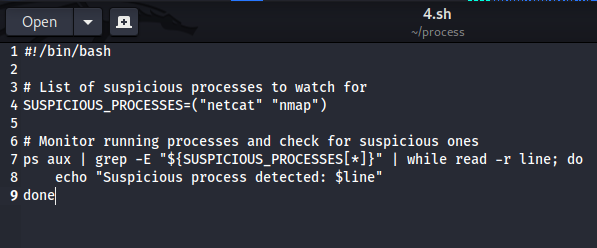 Open
4.sh
~/process
1 #!/bin/bash
2
3 # List of suspicious processes to watch for
4 SUSPICIOUS_PROCESSES=("netcat" "nmap")
5
6 # Monitor running processes and check for suspicious ones
7 ps aux | grep -E "${SUSPICIOUS_PROCESSES[*]}" | while read -r line; do
8     echo "Suspicious process detected: $line"
9 done